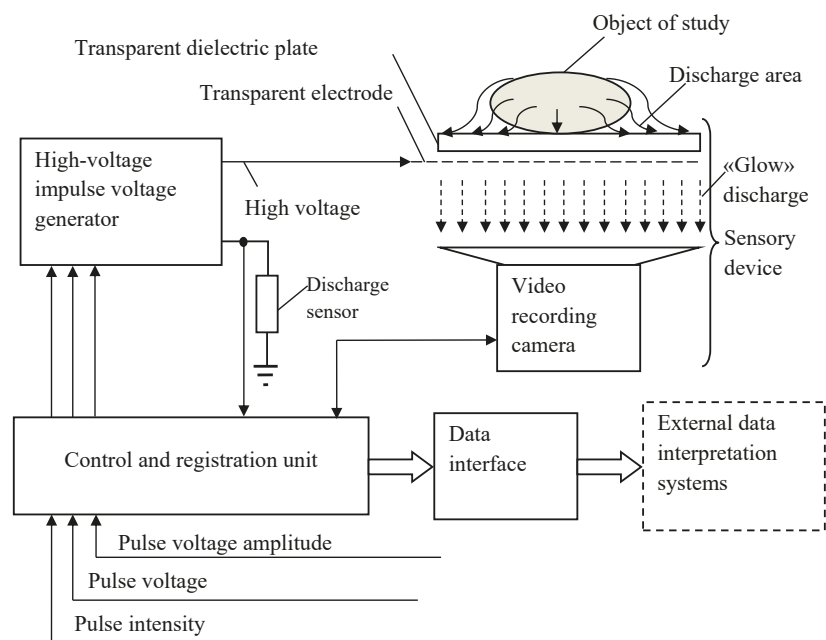 Object of study
Transparent dielectric plate
Discharge area
Transparent electrode
High-voltage
impulse voltage
generator
«Glow»
discharge
High voltage
Sensory
device
Discharge
sensor
Video
recording
camera
Control and registration unit
Data
interface
External data
interpretation
systems
Pulse voltage amplitude
Pulse voltage
Pulse intensity